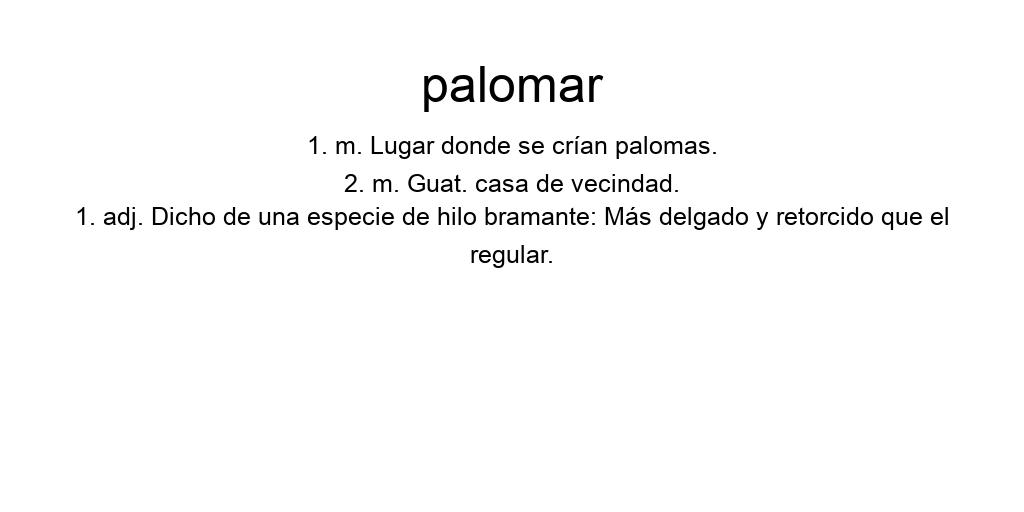 palomar
1. m. Lugar donde se crían palomas.
2. m. Guat. casa de vecindad.
1. adj. Dicho de una especie de hilo bramante: Más delgado y retorcido que el
regular.